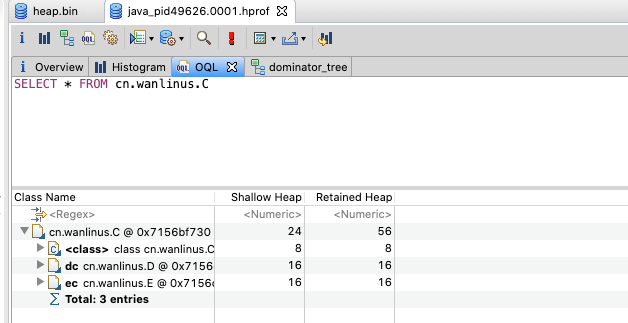 heap.bin java_pid49626.0001.hprof
i Overview Histogram OQL dominator_tree
SELECT * FROM cn.wanlinus.C
Class Name Shallow Heap Retained Heap
<Regex> <Numeric> <Numeric>
cn.wanlinus.C @ 0x7156bf730 24 56
<class> class cn.wanlinus.C 8 8
dc cn.wanlinus.D @ 0x7156 16 16
ec cn.wanlinus.E @ 0x7156 16 16
Σ Total: 3 entries